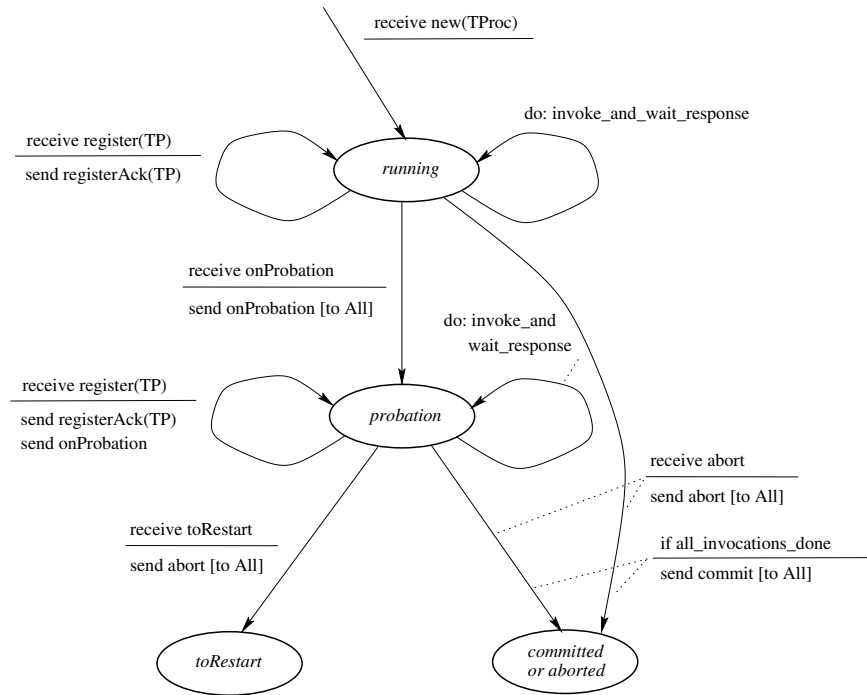 receive new(TProc)
do: invoke_and_wait_response
receive register(TP)
send registerAck(TP)
running
receive onProbation
send onProbation [to All]
do: invoke_and
wait_response
receive register(TP)
send registerAck(TP)
send onProbation
probation
receive abort
send abort [to All]
receive toRestart
send abort [to All]
if all_invocations_done
send commit [to All]
toRestart
committed
or aborted